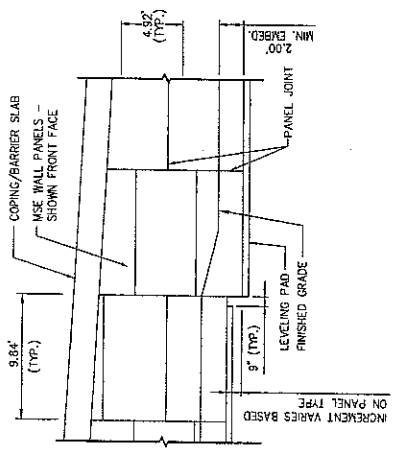 COPING/BARRIER SLAB
MSE WALL PANELS -
SHOWN FRONT FACE
9.84'
(TYP.)
4.92'
(TYP.)
2.00'
MIN. EMBED.
PANEL JOINT
LEVELING PAD
FINISHED GRADE
9" (TYP.)
INCREMENT VARIES BASED
ON PANEL TYPE